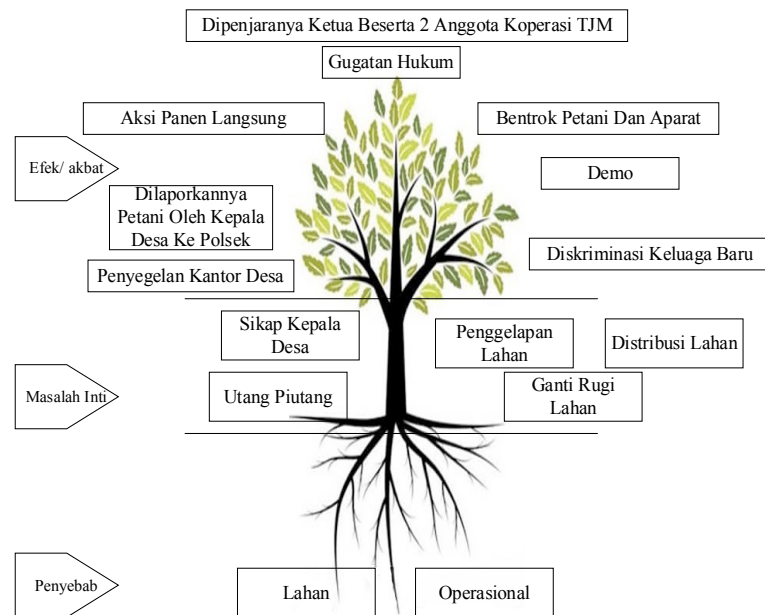 Dipenjaranya Ketua Beserta 2 Anggota Koperasi TJM
Gugatan Hukum
Aksi Panen Langsung
Bentrok Petani Dan Aparat
Efek/ akbat
Demo
Dilaporkannya
Petani Oleh Kepala
Desa Ke Polsek
Diskriminasi Keluaga Baru
Penyegelan Kantor Desa
Sikap Kepala
Desa
Penggelapan
Lahan
Distribusi Lahan
Masalah Inti
Utang Piutang
Ganti Rugi
Lahan
Penyebab
Lahan
Operasional